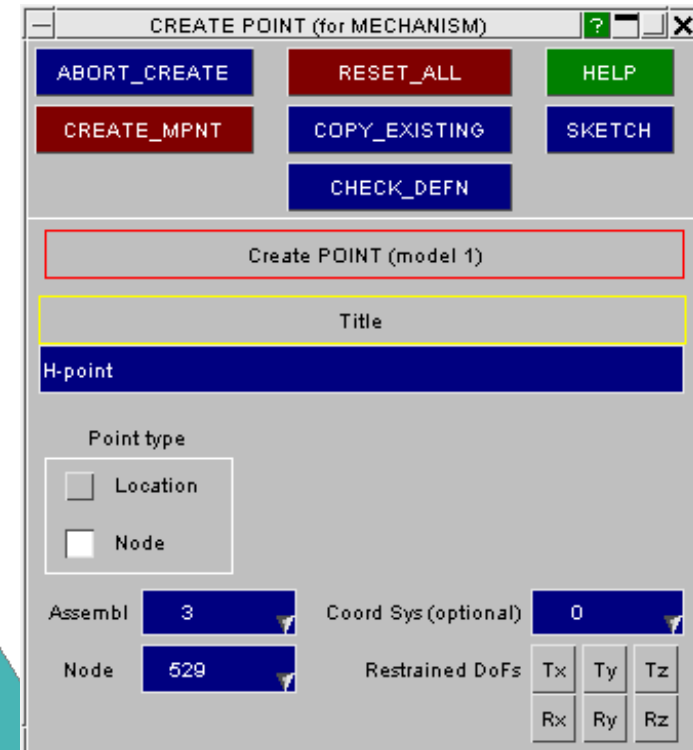 CREATE POINT (for MECHANISM) ?
ABORT_CREATE RESET_ALL HELP
CREATE_MPNT COPY_EXISTING SKETCH
CHECK_DEFN
Create POINT (model 1)
Title
H-point
Point type
Location
Node
Assembl 3 Coord Sys (optional) 0
Node 529 Restrained DoFs Tx Ty Tz
Rx Ry Rz